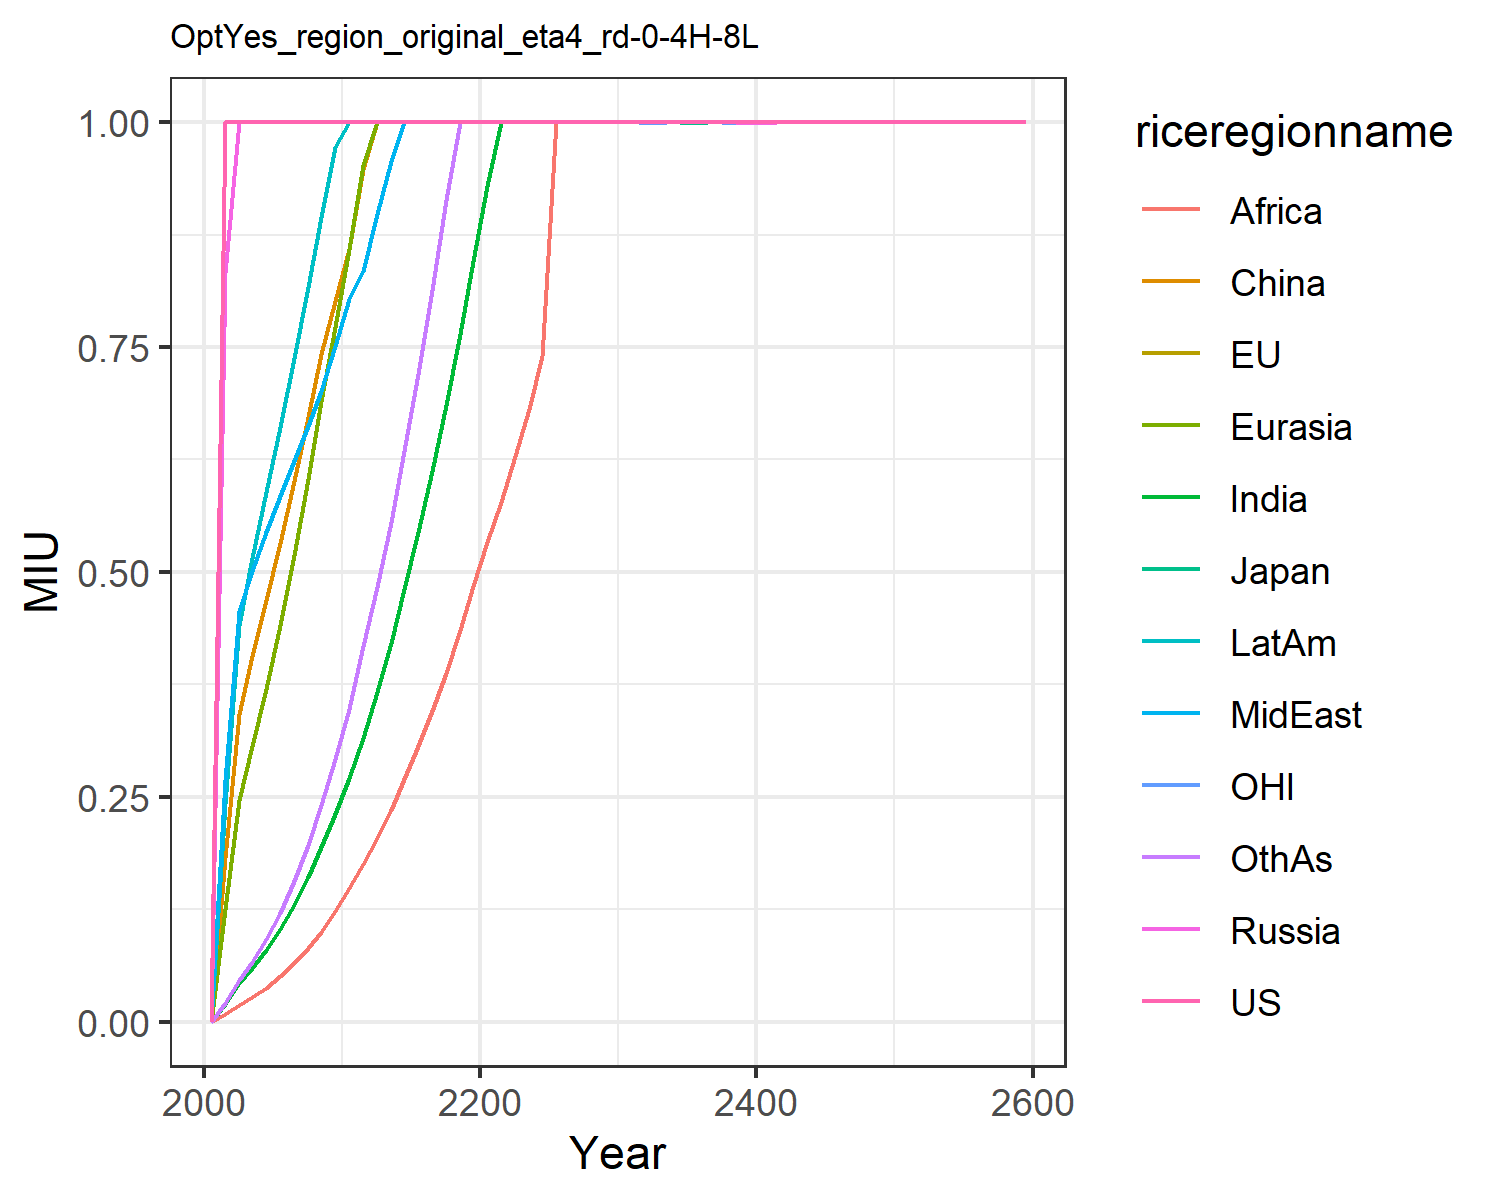 OptYes_region_original_eta4_rd-0-4H-8L
1.00
0.75
0.50
0.25
0.00
MIU
2000
2200
2400
2600
Year
riceregionname
Africa
China
EU
Eurasia
India
Japan
LatAm
MidEast
OHI
OthAs
Russia
US